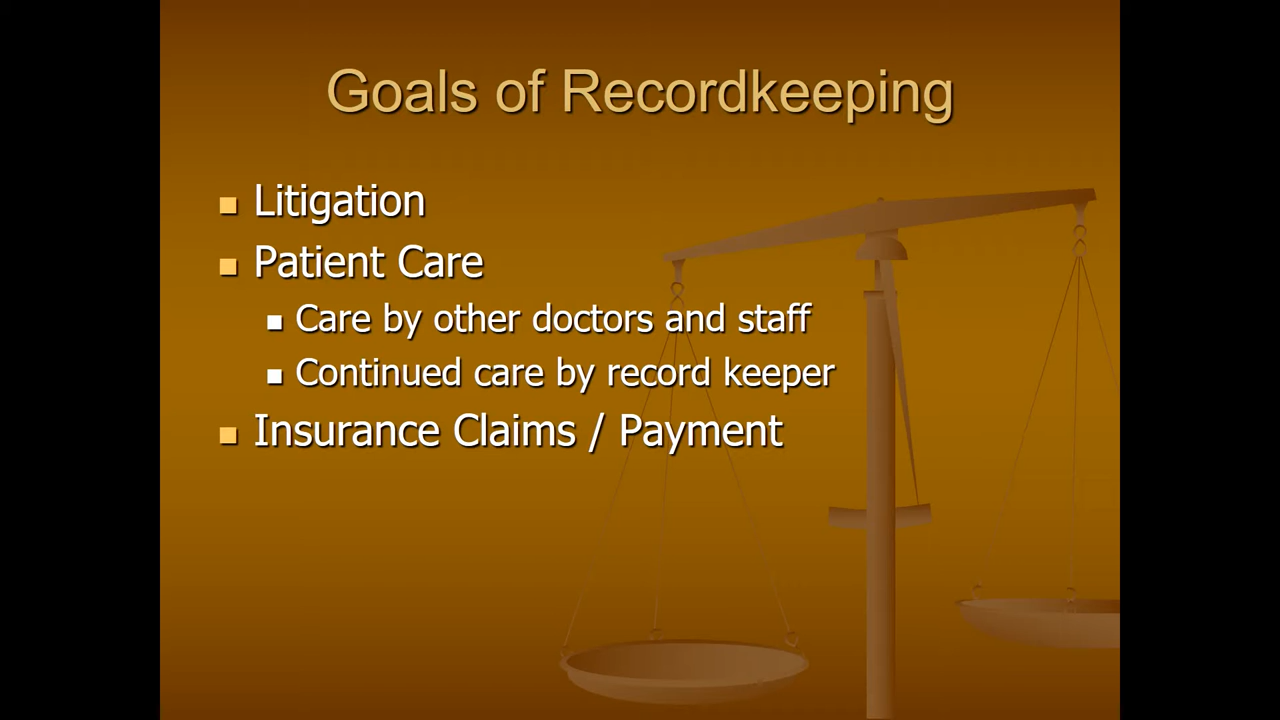 Goals of Recordkeeping
Litigation
Patient Care
Care by other doctors and staff
Continued care by record keeper
Insurance Claims / Payment